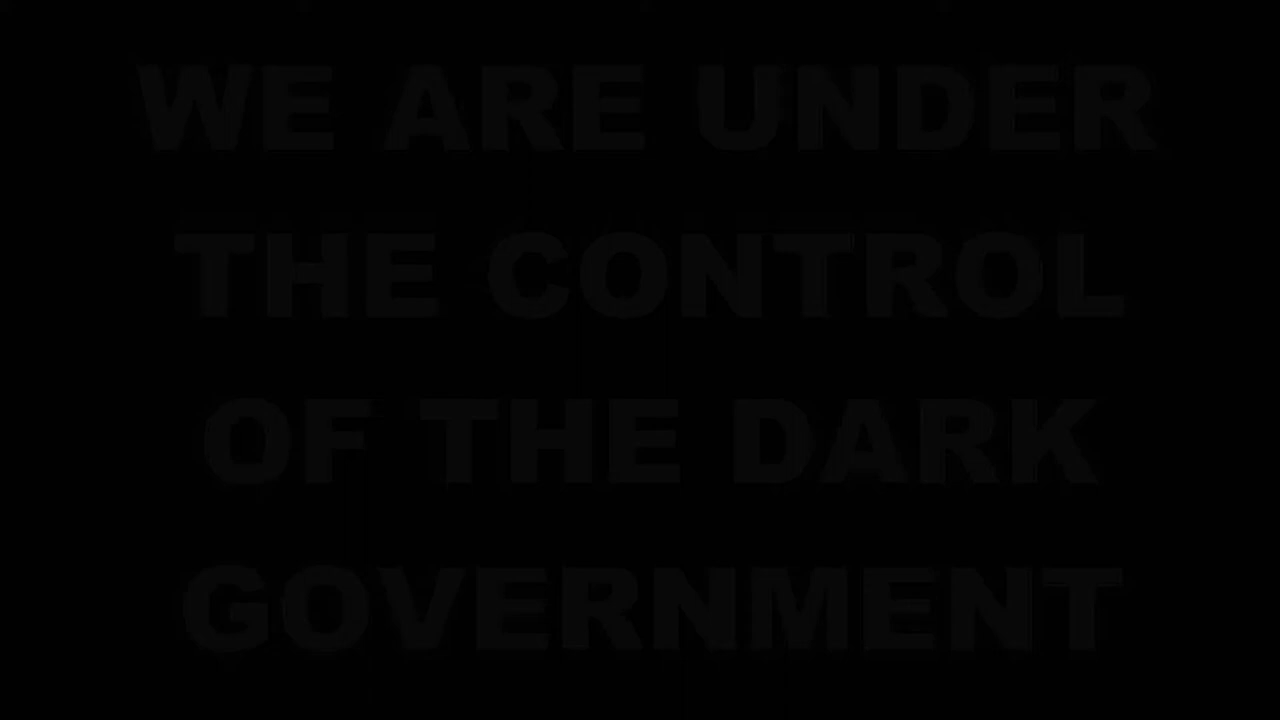 WE ARE UNDER
THE CONTROL
OF THE DARK
GOVERNMENT